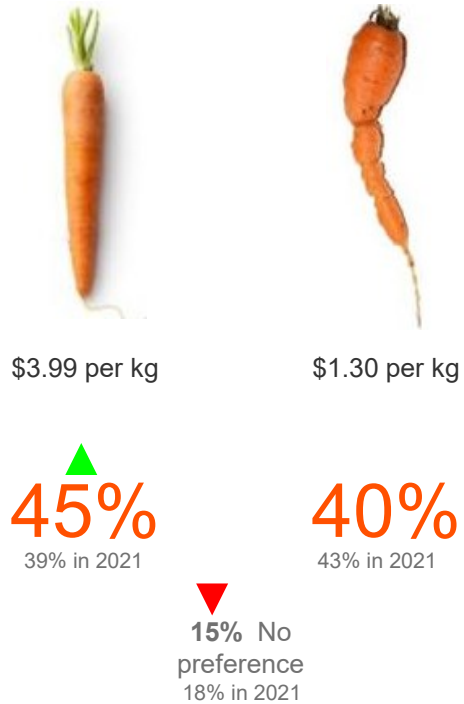 $3.99 per kg
$1.30 per kg
45%
40%
39% in 2021
43% in 2021
15% No
preference
18% in 2021